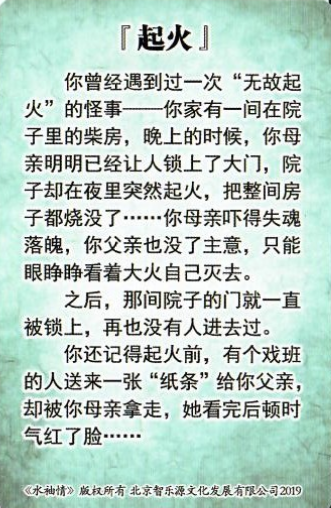 『起火』
你曾经遇到过一次“无故起
火”的怪事——你家有一间在院
子里的柴房，晚上的时候，你母
亲明明已经让人锁上了大门，院
子却在夜里突然起火，把整间房
子都烧没了……你母亲吓得失魂
落魄，你父亲也没了主意，只能
眼睁睁看着大火自己灭去。
之后，那间院子的门就一直
被锁上，再也没有人进去过。
你还记得起火前，有个戏班
的人送来一张“纸条”给你父亲，
却被你母亲拿走，她看完后顿时
气红了脸……
《水袖情》版权所有 北京智乐源文化发展有限公司2019